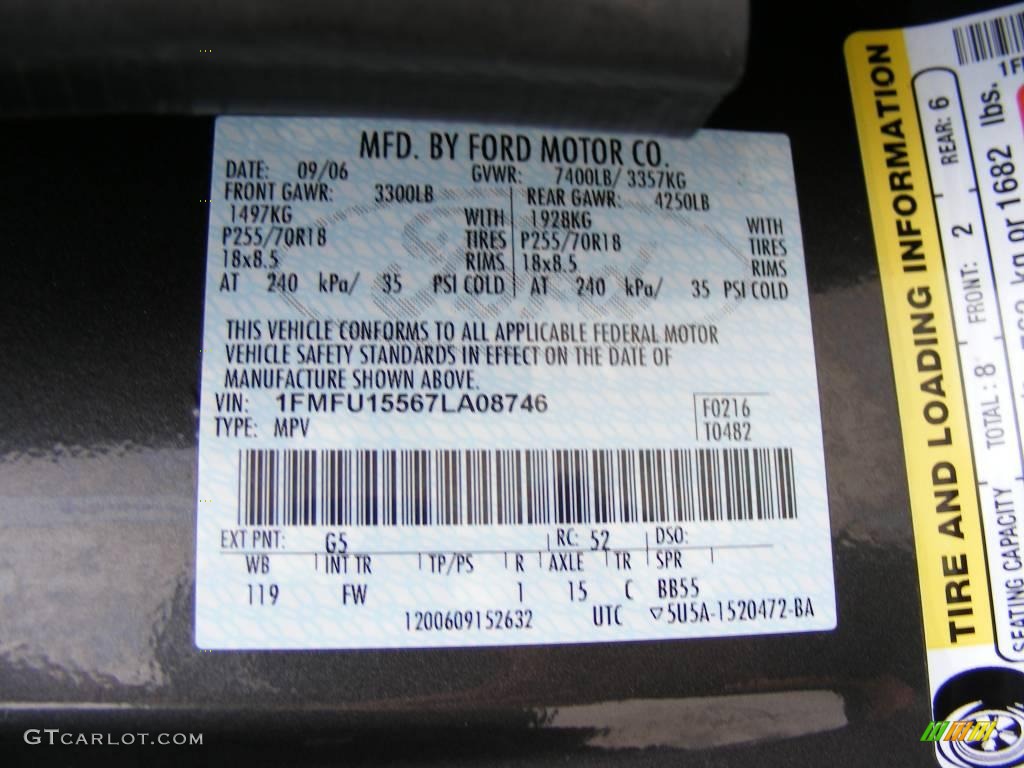 MFD. BY FORD MOTOR CO.
DATE: 09/06 GVWR: 7400LB/ 3357KG
FRONT GAWR: 3300LB REAR GAWR: 4250LB
1497KG WITH 1928KG WITH
P255/70R18 TIRES P255/70R18 TIRES
18x8.5 RIMS 18x8.5 RIMS
AT 240 kPa/ 35 PSI COLD AT 240 kPa/ 35 PSI COLD
THIS VEHICLE CONFORMS TO ALL APPLICABLE FEDERAL MOTOR
VEHICLE SAFETY STANDARDS IN EFFECT ON THE DATE OF
MANUFACTURE SHOWN ABOVE.
VIN: 1FMFU15567LA08746
F0216
TYPE: MPV
T0482
EXT PNT: G5 RC: 52 DSO:
WB INT TR TP/PS R AXLE TR SPR
119 FW 1 15 C BB55
1200609152632 UTC ▽5U5A-1520472-BA
TIRE AND LOADING INFORMATION
SEATING CAPACITY TOTAL: 8 FRONT: 2 REAR: 6
kg or 1682 lbs.
GTCARLOT.COM